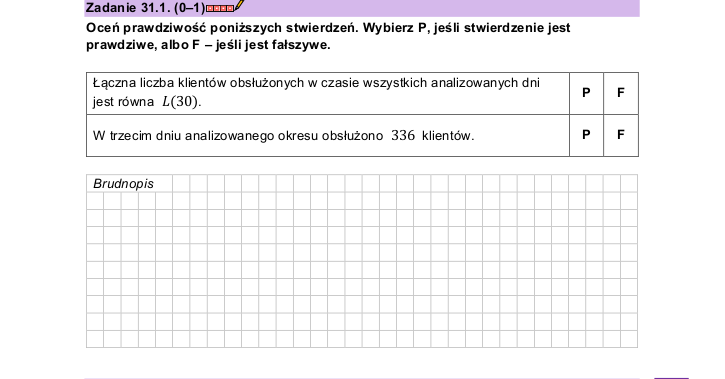 Zadanie 31.1. (0–1)
Oceń prawdziwość poniższych stwierdzeń. Wybierz P, jeśli stwierdzenie jest
prawdziwe, albo F – jeśli jest fałszywe.
Łączna liczba klientów obsłużonych w czasie wszystkich analizowanych dni
jest równa L(30).
P F
W trzecim dniu analizowanego okresu obsłużono 336 klientów.
P F
Brudnopis